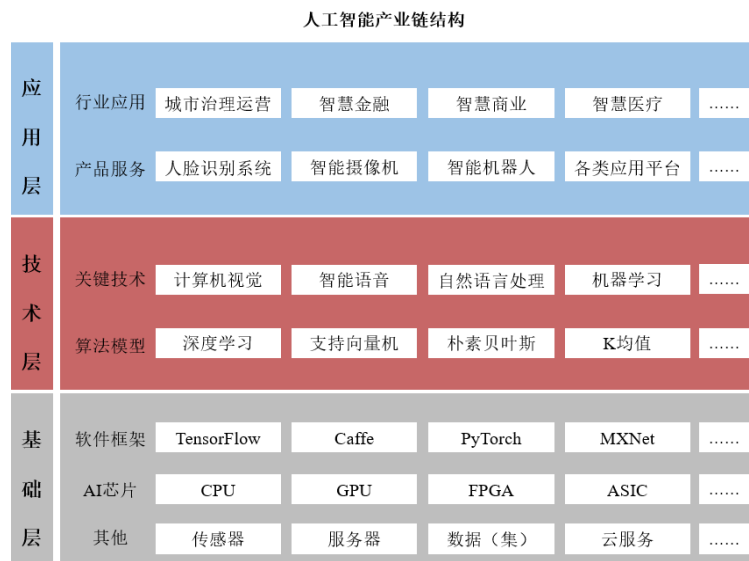 人工智能产业链结构
应用层
行业应用 城市治理运营 智慧金融 智慧商业 智慧医疗 ……
产品服务 人脸识别系统 智能摄像机 智能机器人 各类应用平台 ……
技术层
关键技术 计算机视觉 智能语音 自然语言处理 机器学习 ……
算法模型 深度学习 支持向量机 朴素贝叶斯 K均值 ……
基础层
软件框架 TensorFlow Caffe PyTorch MXNet ……
AI芯片 CPU GPU FPGA ASIC ……
其他 传感器 服务器 数据（集） 云服务 ……